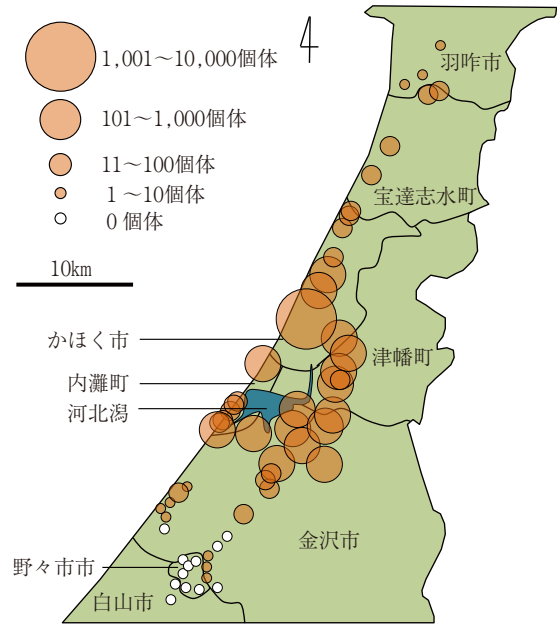 1,001～10,000個体
101～1,000個体
11～100個体
1～10個体
0個体
10km
羽咋市
宝達志水町
かほく市
津幡町
内灘町
河北潟
金沢市
野々市市
白山市